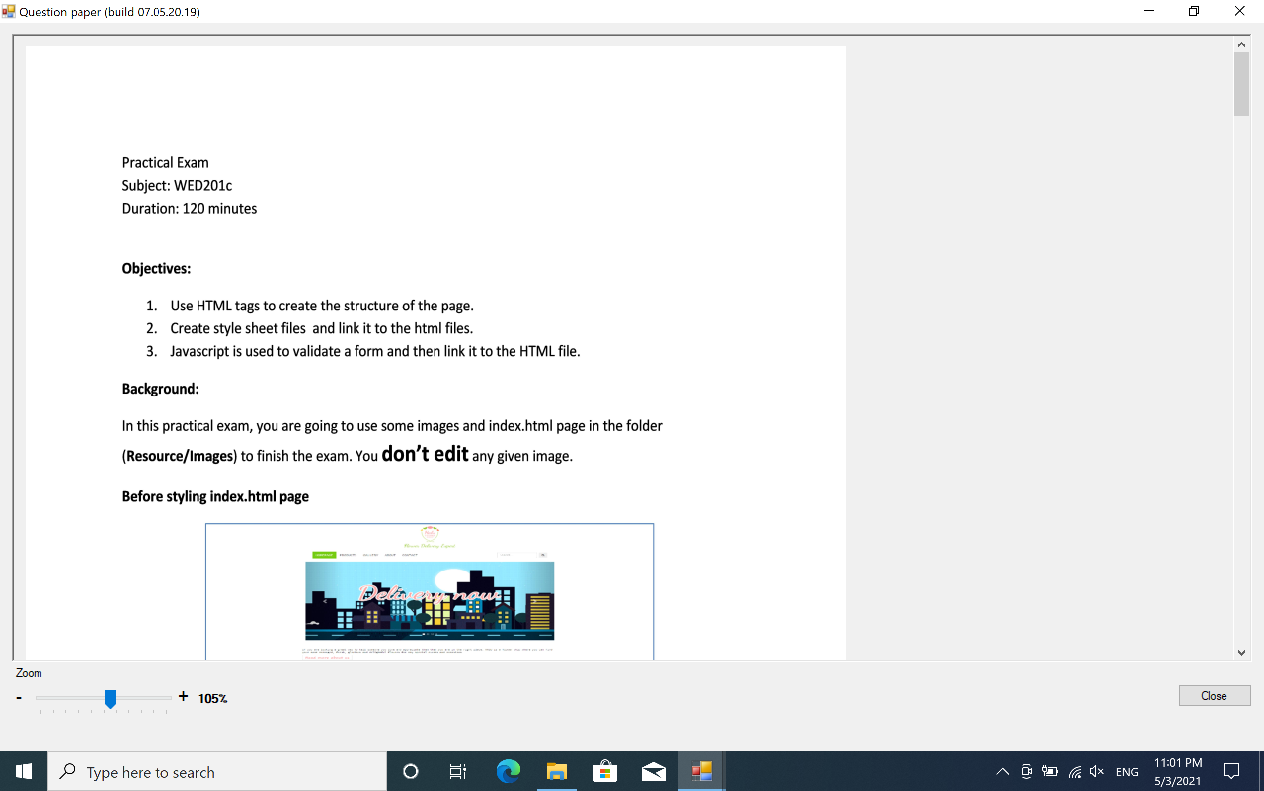 Question paper (build 07.05.20.19)
Practical Exam
Subject: WED201c
Duration: 120 minutes
Objectives:
1. Use HTML tags to create the structure of the page.
2. Create style sheet files and link it to the html files.
3. Javascript is used to validate a form and then link it to the HTML file.
Background:
In this practical exam, you are going to use some images and index.html page in the folder
(Resource/Images) to finish the exam. You don't edit any given image.
Before styling index.html page
Delivery now
Zoom
- + 105%
Close
Type here to search
ENG
11:01 PM
5/3/2021